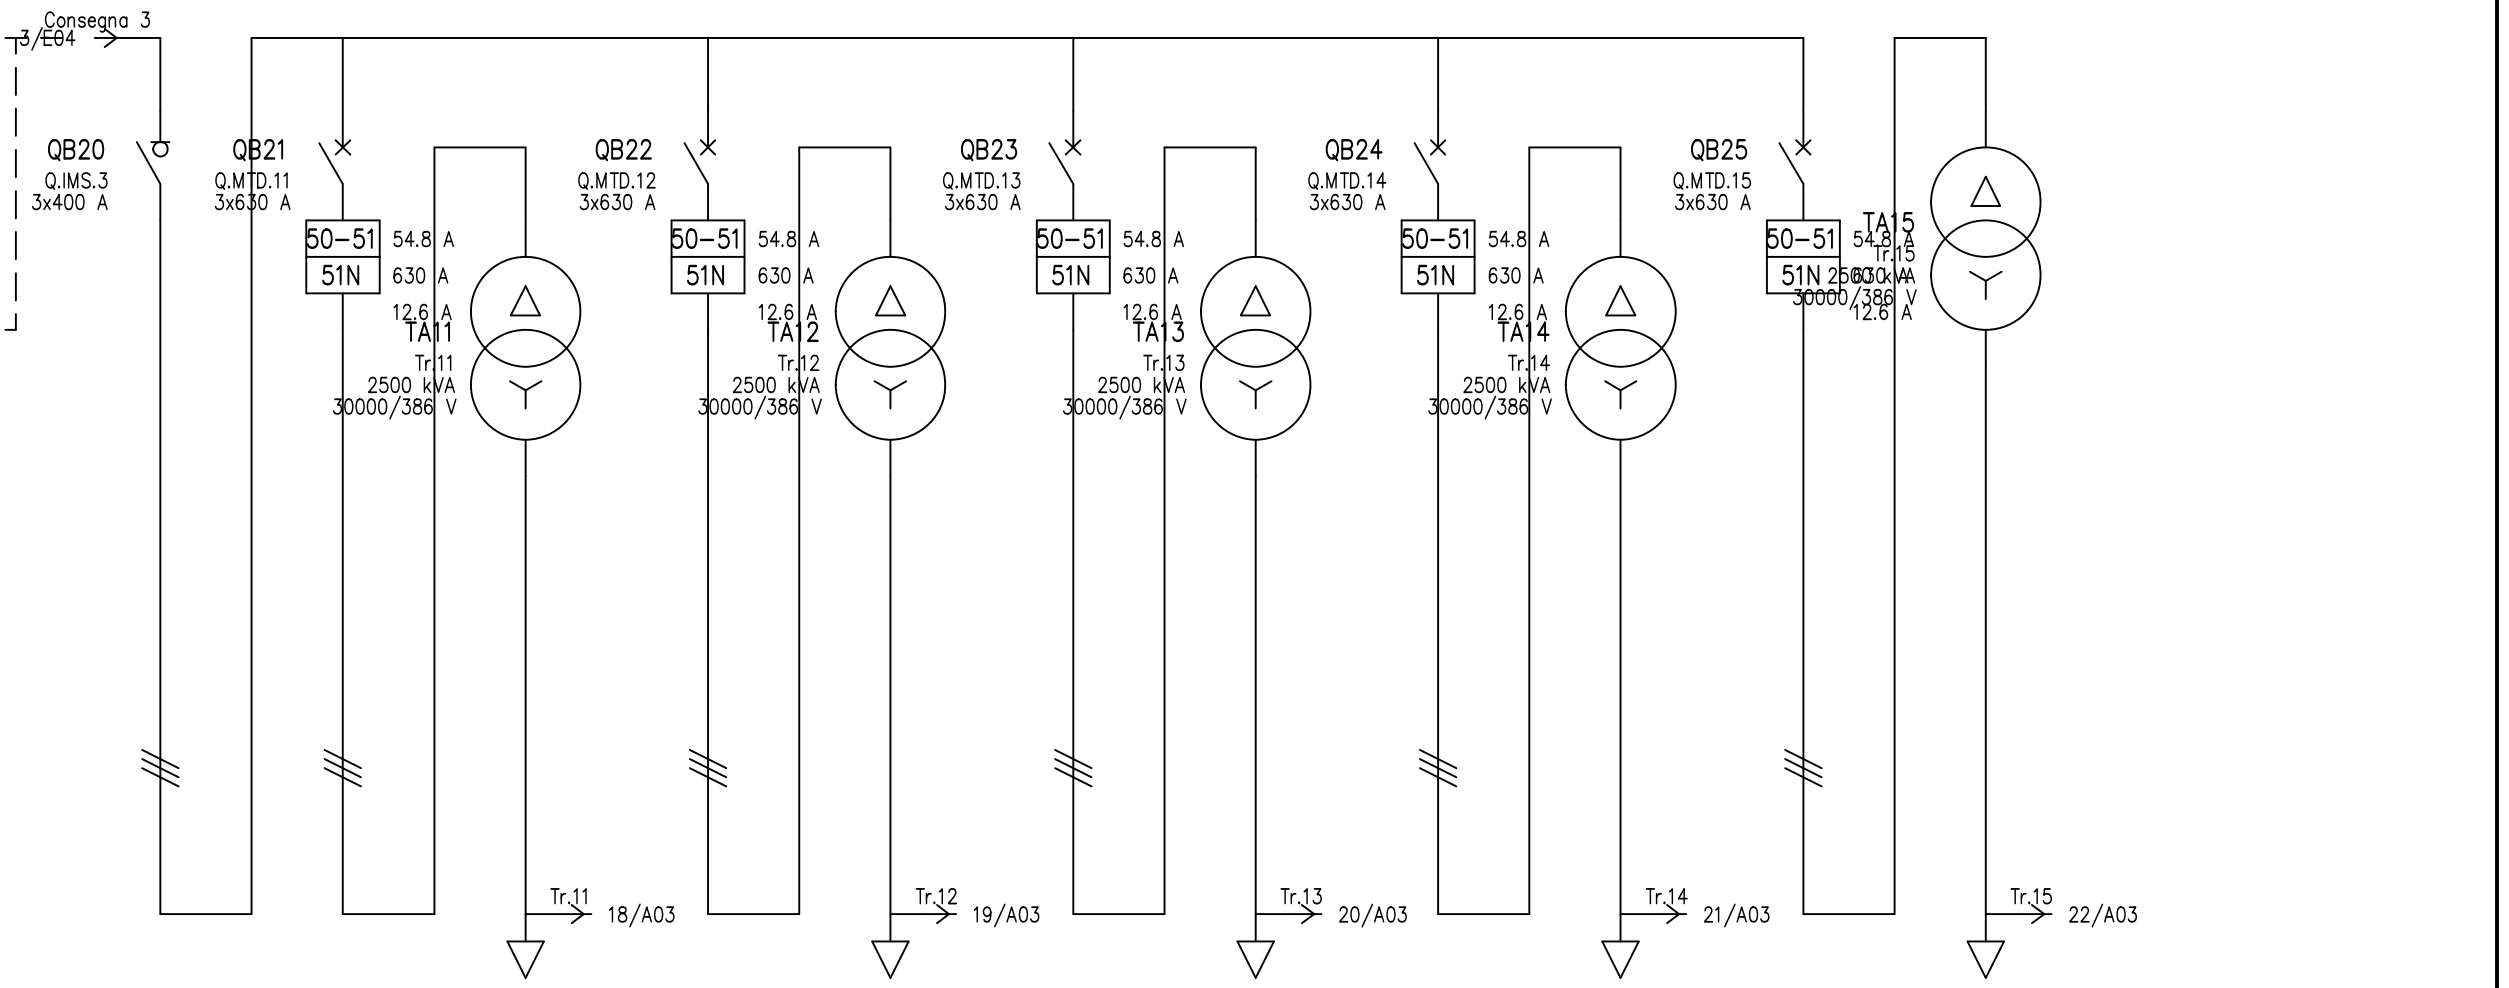 Consegna 3
3/E04
QB20
Q.IMS.3
3x400 A
QB21
Q.MTD.11
3x630 A
50-51
51N
54.8 A
630 A
12.6 A
TA11
Tr.11
2500 kVA
30000/386 V
Tr.11
18/A03
QB22
Q.MTD.12
3x630 A
50-51
51N
54.8 A
630 A
12.6 A
TA12
Tr.12
2500 kVA
30000/386 V
Tr.12
19/A03
QB23
Q.MTD.13
3x630 A
50-51
51N
54.8 A
630 A
12.6 A
TA13
Tr.13
2500 kVA
30000/386 V
Tr.13
20/A03
QB24
Q.MTD.14
3x630 A
50-51
51N
54.8 A
630 A
12.6 A
TA14
Tr.14
2500 kVA
30000/386 V
Tr.14
21/A03
QB25
Q.MTD.15
3x630 A
50-51
51N
54.8 A
630 A
12.6 A
TA15
Tr.15
2500 kVA
30000/386 V
Tr.15
22/A03